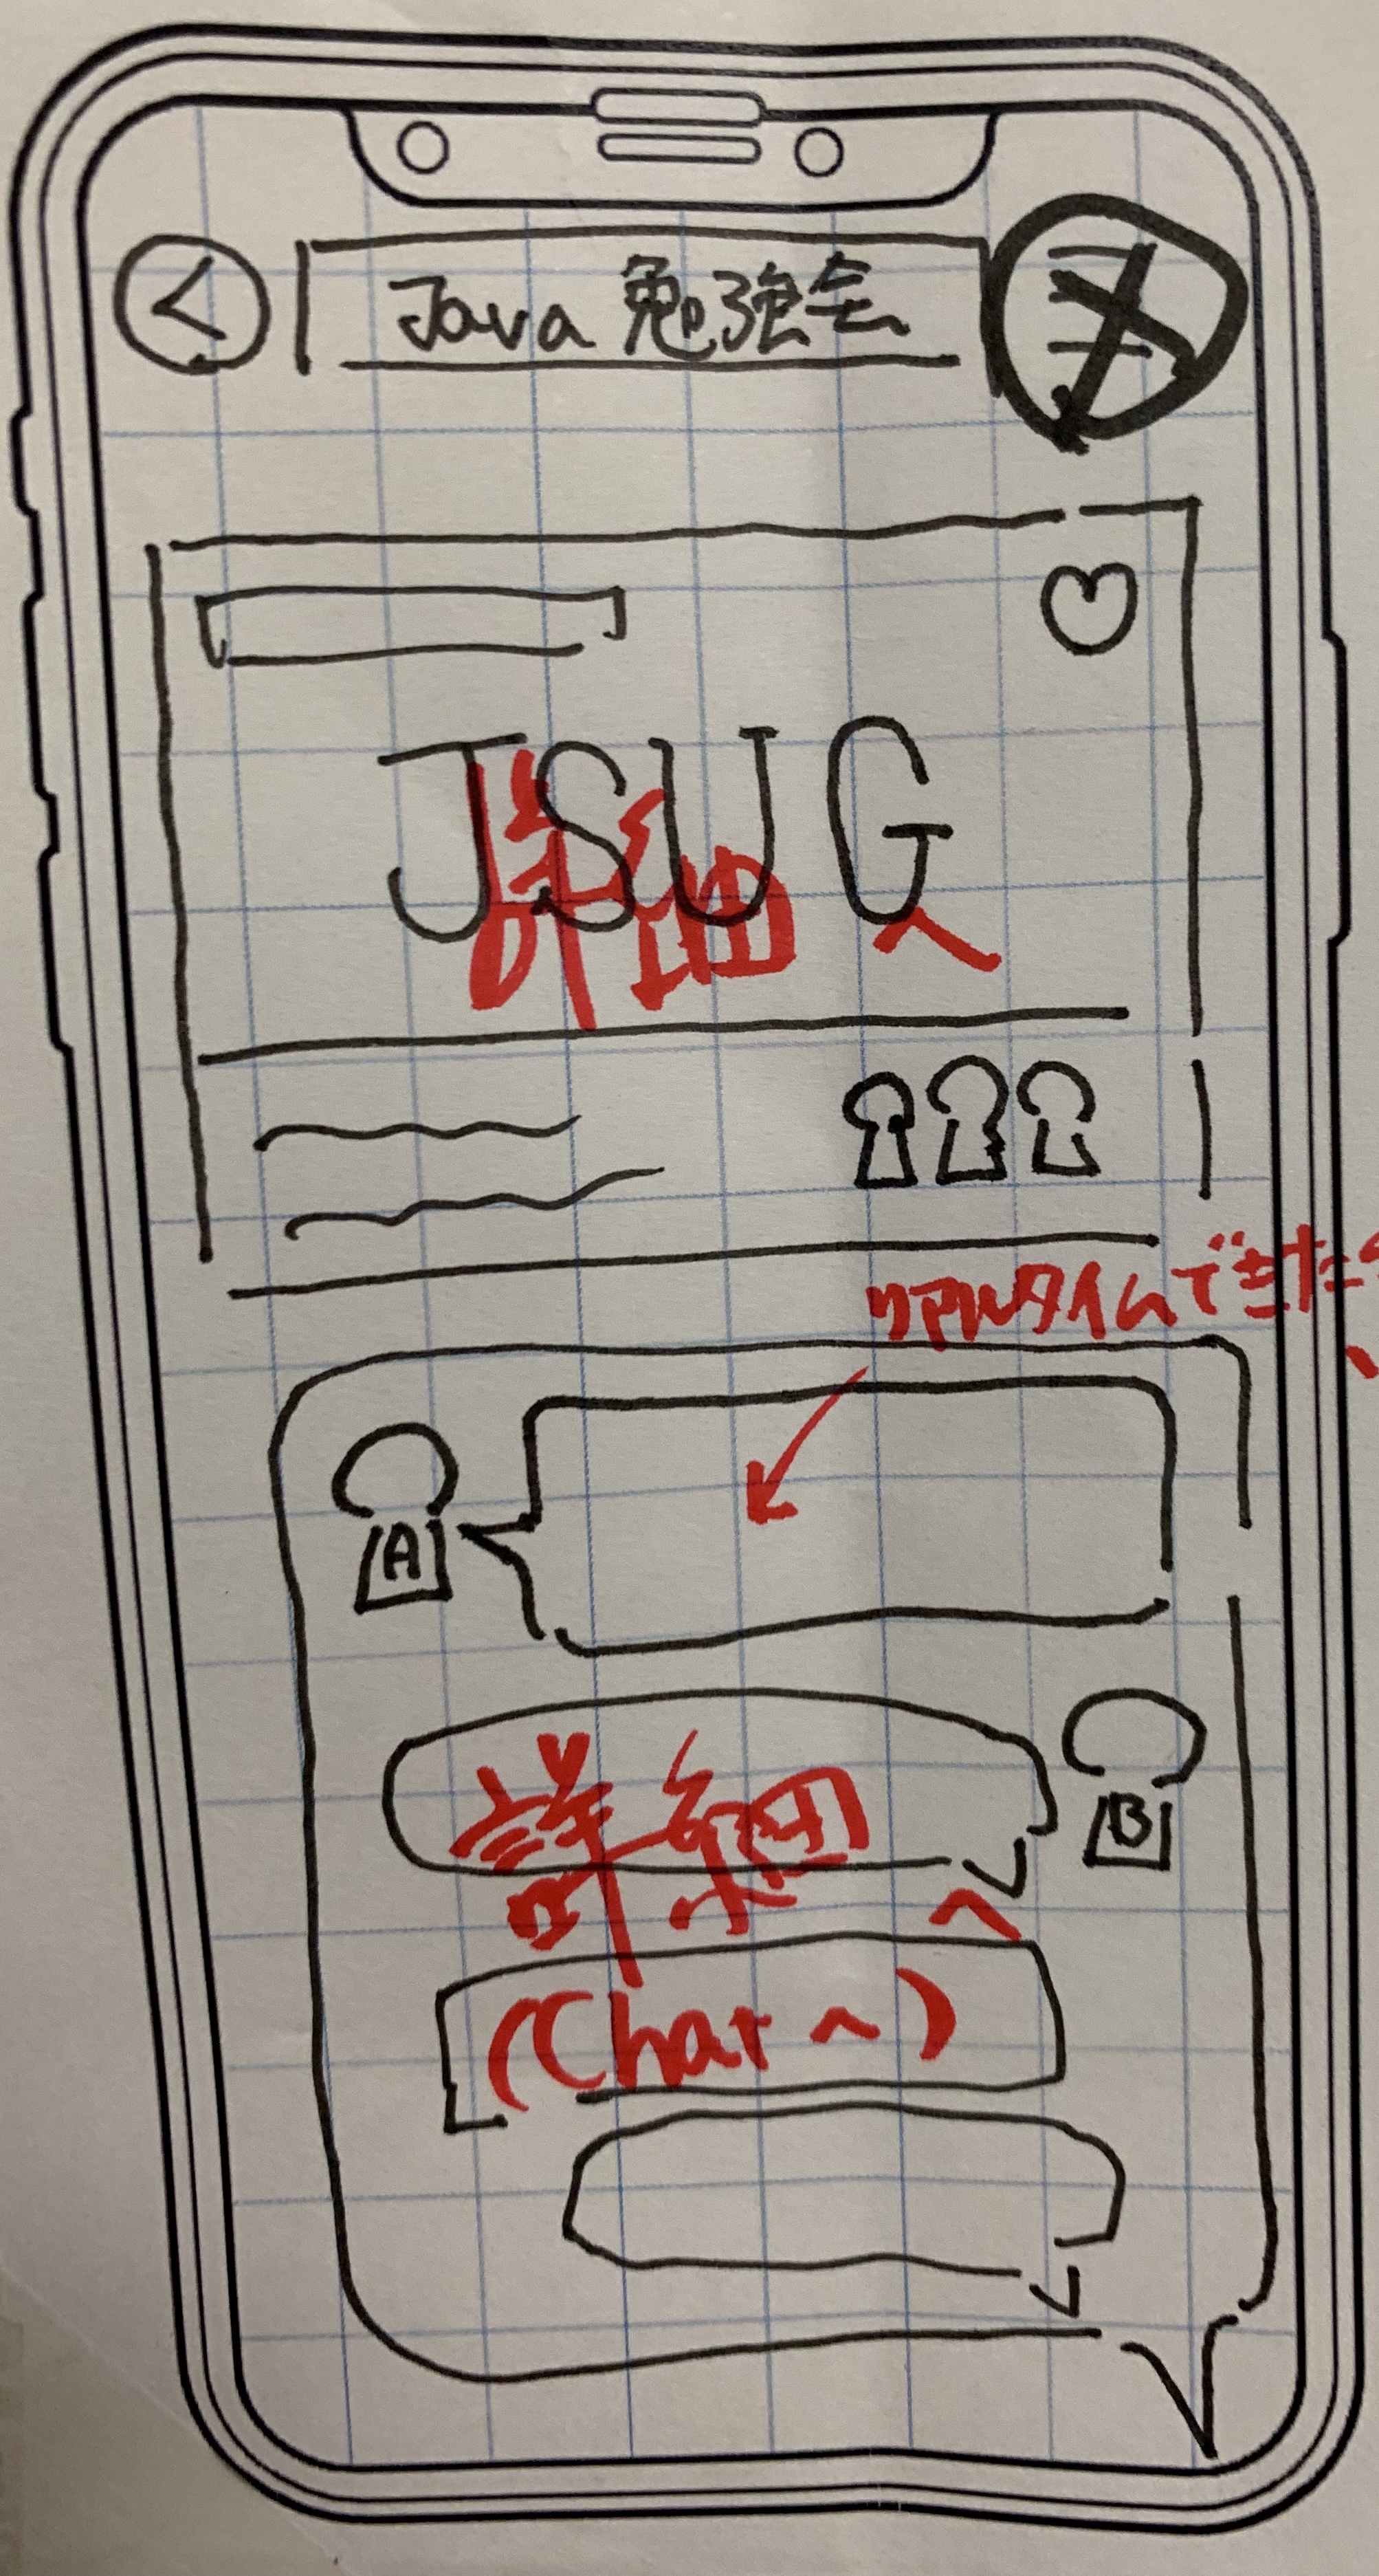 Java 勉強会
JSUG
詳細へ
リアルタイムできたら
A
詳細へ
B
(Chat へ)